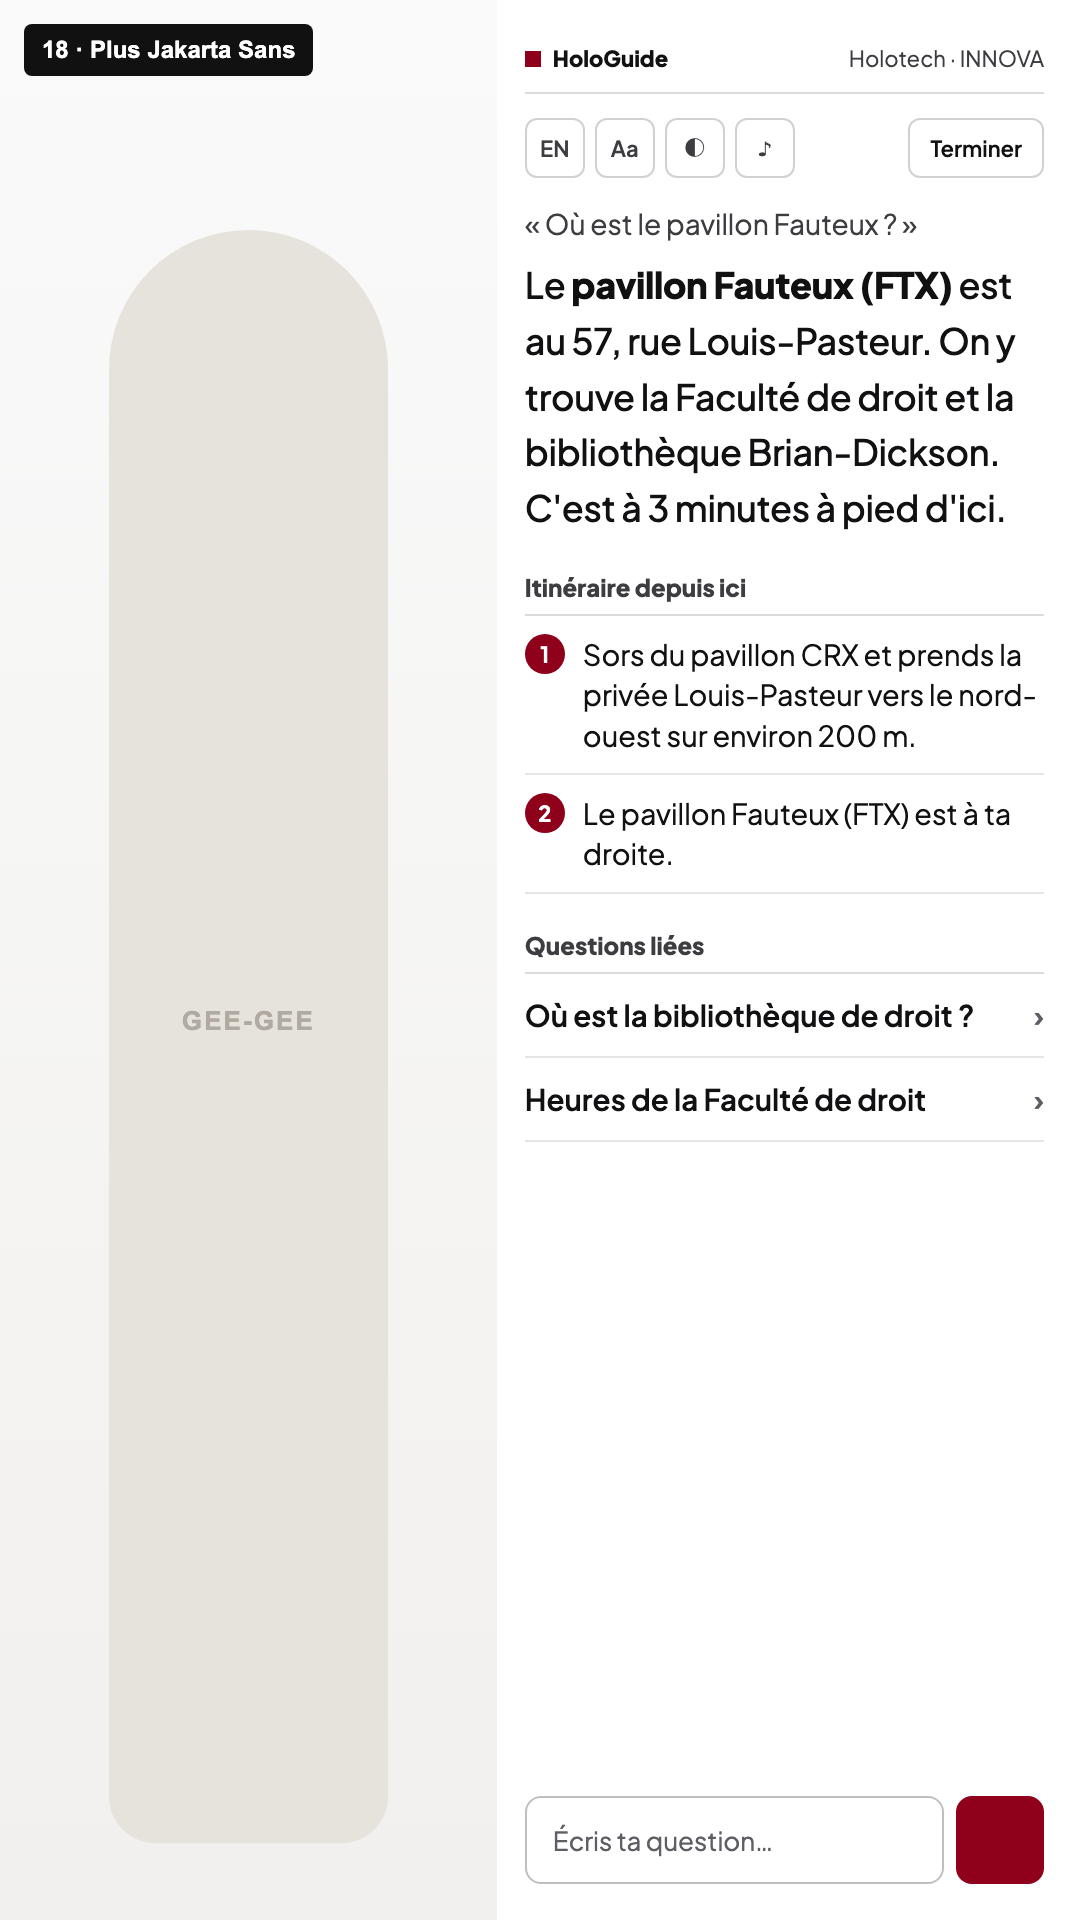 18 · Plus Jakarta Sans
HoloGuide
Holotech · INNOVA
EN
Aa
◐
♪
Terminer
« Où est le pavillon Fauteux ? »
Le pavillon Fauteux (FTX) est
au 57, rue Louis-Pasteur. On y
trouve la Faculté de droit et la
bibliothèque Brian-Dickson.
C'est à 3 minutes à pied d'ici.
Itinéraire depuis ici
1 Sors du pavillon CRX et prends la
privée Louis-Pasteur vers le nord-
ouest sur environ 200 m.
2 Le pavillon Fauteux (FTX) est à ta
droite.
Questions liées
Où est la bibliothèque de droit ? ›
Heures de la Faculté de droit ›
GEE-GEE
Écris ta question...